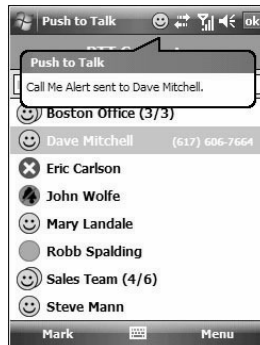 Push to Talk
ok
Push to Talk
Call Me Alert sent to Dave Mitchell.
Boston Office (3/3)
Dave Mitchell (617) 606-7664
Eric Carlson
John Wolfe
Mary Landale
Robb Spalding
Sales Team (4/6)
Steve Mann
Mark Menu